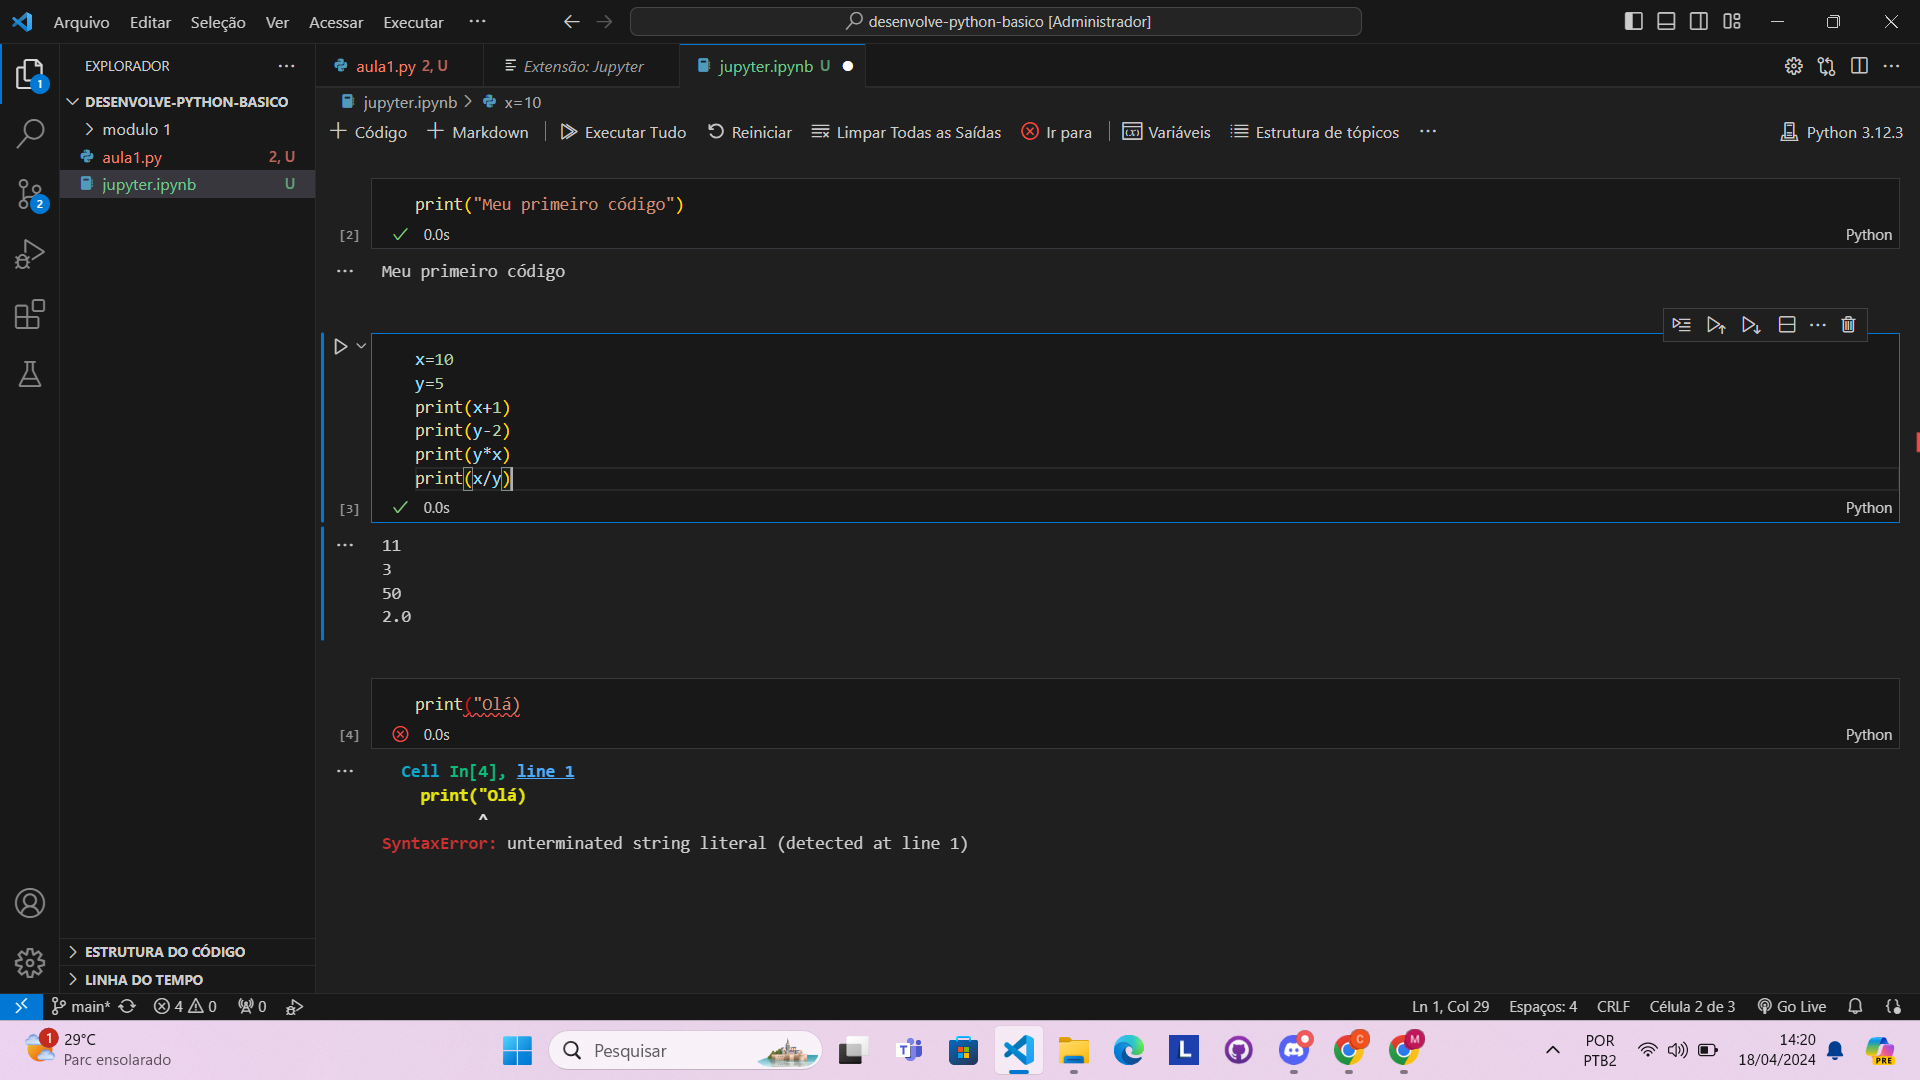 Arquivo Editar Seleção Ver Acessar Executar ··· desenvolve-python-basico [Administrador]
EXPLORADOR ···
aula1.py 2, U Extensão: Jupyter jupyter.ipynb U
DESENVOLVE-PYTHON-BASICO
modulo 1
aula1.py 2, U
jupyter.ipynb U
1
2
jupyter.ipynb > x=10
+ Código + Markdown Executar Tudo Reiniciar Limpar Todas as Saídas Ir para Variáveis Estrutura de tópicos ··· Python 3.12.3
print("Meu primeiro código")
[2] 0.0s Python
··· Meu primeiro código
x=10
y=5
print(x+1)
print(y-2)
print(y*x)
print(x/y)
[3] 0.0s Python
··· 11
3
50
2.0
print("Olá)
[4] 0.0s Python
··· Cell In[4], line 1
print("Olá)
^
SyntaxError: unterminated string literal (detected at line 1)
ESTRUTURA DO CÓDIGO
LINHA DO TEMPO
main* 4 0 0 Ln 1, Col 29 Espaços: 4 CRLF Célula 2 de 3 Go Live
1 29°C
Parc ensolarado
Pesquisar
L
C
M
PRE
POR
PTB2
14:20
18/04/2024